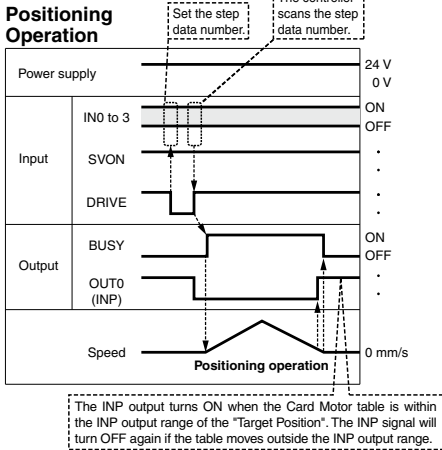 Positioning
Operation
Set the step
data number.
The controller
scans the step
data number.
Power supply
24 V
0 V
Input
IN0 to 3
ON
OFF
SVON
DRIVE
Output
BUSY
ON
OFF
OUT0
(INP)
Speed
Positioning operation
0 mm/s
The INP output turns ON when the Card Motor table is within
the INP output range of the "Target Position". The INP signal will
turn OFF again if the table moves outside the INP output range.